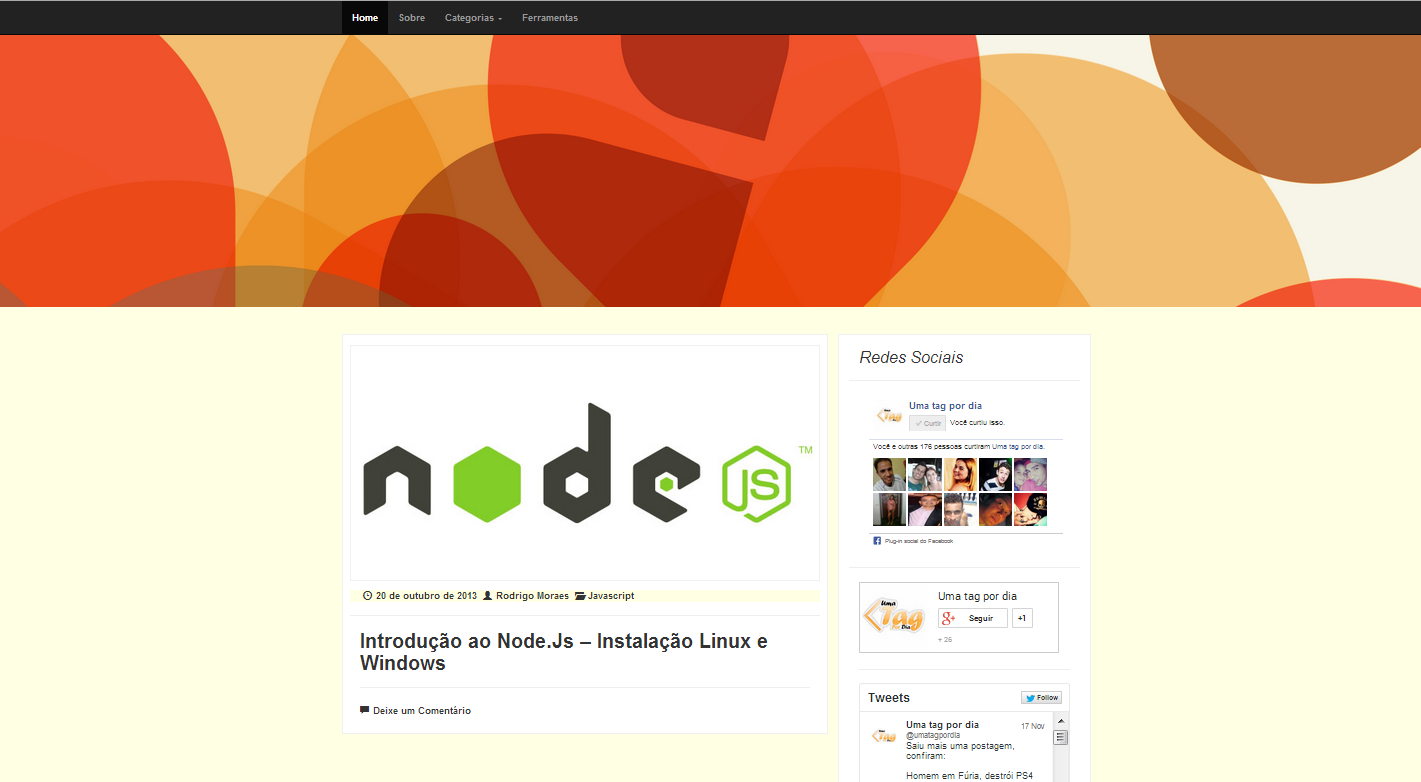 Home Sobre Categorias Ferramentas
node JS TM
20 de outubro de 2013 Rodrigo Moraes Javascript
Introdução ao Node.Js – Instalação Linux e
Windows
Deixe um Comentário
Redes Sociais
Uma tag por dia
Curtir Você curtiu isso.
Você e outras 176 pessoas curtiram Uma tag por dia.
Plug-in social do Facebook
Uma Tag Por Dia
Uma tag por dia
g+ Seguir +1
+ 26
Tweets Follow
Uma tag por dia 17 Nov
@umatagpordia
Saiu mais uma postagem,
confiram:
Homem em Fúria, destrói PS4